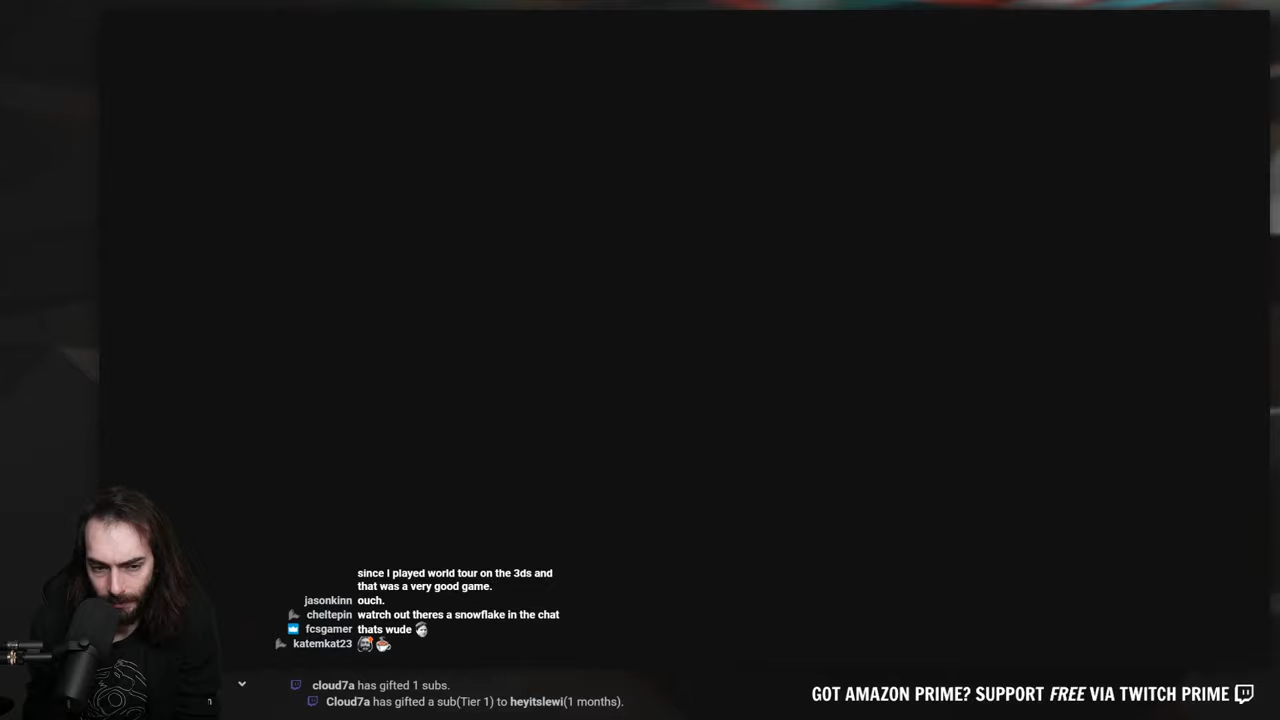 since I played world tour on the 3ds and
that was a very good game.
jasonkinn ouch.
cheltepin watrch out theres a snowflake in the chat
fcsgamer thats wude
katemkat23
cloud7a has gifted 1 subs.
Cloud7a has gifted a sub(Tier 1) to heyitslewi(1 months).
GOT AMAZON PRIME? SUPPORT FREE VIA TWITCH PRIME